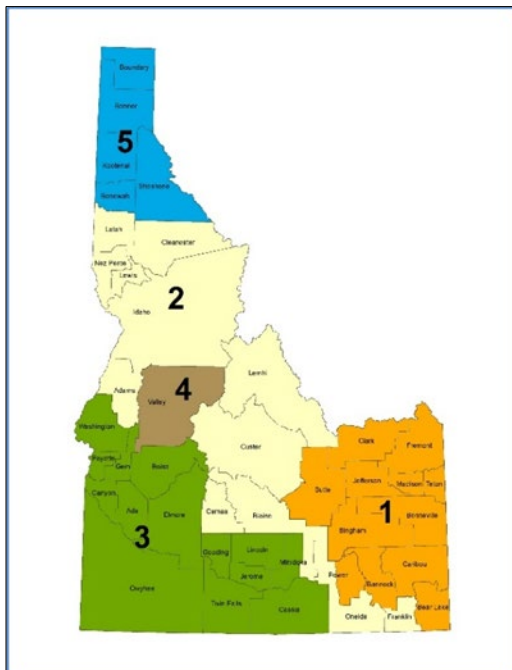 Boundary
Bonner
5
Kootenai
Shoshone
Benewah
Latah
Clearwater
Nez Perce
Lewis
2
Idaho
Lemhi
Adams
4
Valley
Washington
Custer
Clark
Fremont
Payette
Gem
Boise
Jefferson
Madison
Teton
Butte
Canyon
Ada
Elmore
Camas
Blaine
1
Bonneville
Bingham
3
Gooding
Lincoln
Minidoka
Caribou
Jerome
Power
Bannock
Owyhee
Twin Falls
Cassia
Bear Lake
Oneida
Franklin